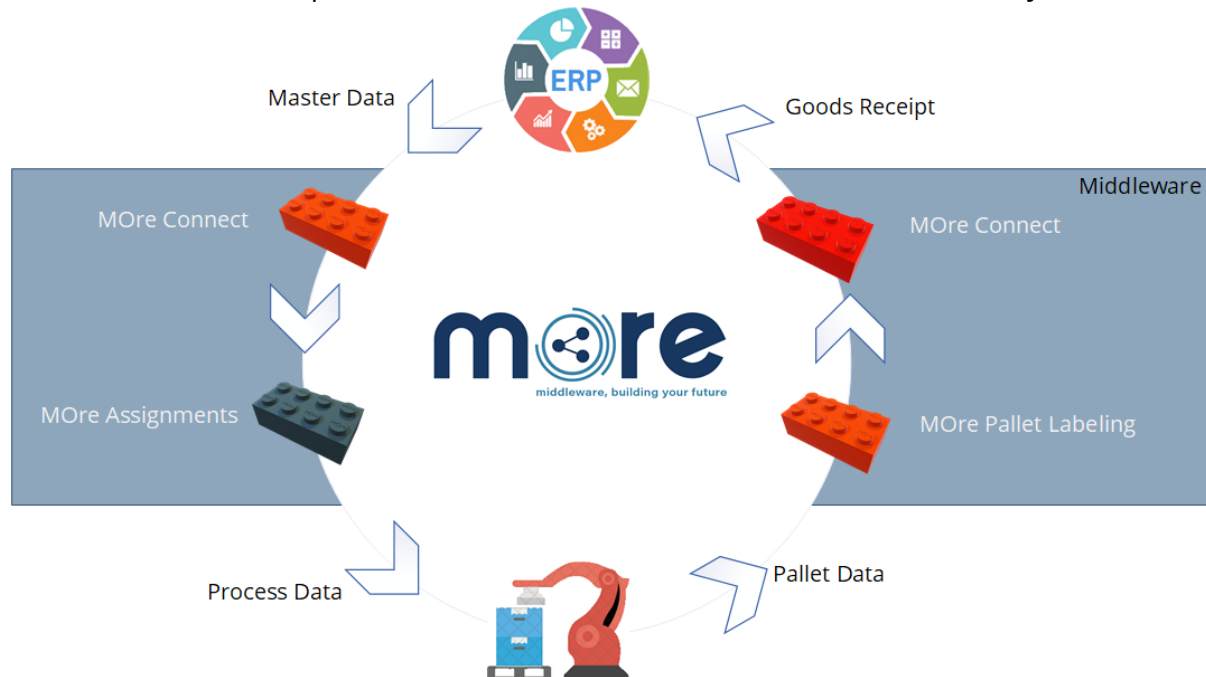 ERP
Master Data
Goods Receipt
Middleware
MOre Connect
MOre Connect
more
middleware, building your future
MOre Assignments
MOre Pallet Labeling
Process Data
Pallet Data